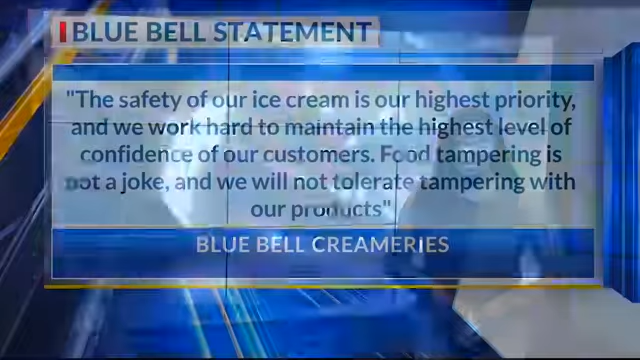 BLUE BELL STATEMENT
"The safety of our ice cream is our highest priority,
and we work hard to maintain the highest level of
confidence of our customers. Food tampering is
not a joke, and we will not tolerate tampering with
our products"
BLUE BELL CREAMERIES